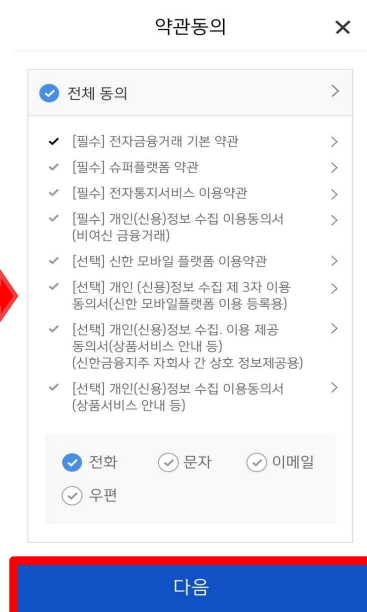 약관동의
전체 동의
[필수] 전자금융거래 기본 약관
[필수] 슈퍼플랫폼 약관
[필수] 전자통지서비스 이용약관
[필수] 개인(신용)정보 수집 이용동의서
(비여신 금융거래)
[선택] 신한 모바일 플랫폼 이용약관
[선택] 개인 (신용)정보 수집 제 3자 이용
동의서(신한 모바일플랫폼 이용 등록용)
[선택] 개인(신용)정보 수집. 이용 제공
동의서(상품서비스 안내 등)
(신한금융지주 자회사 간 상호 정보제공용)
[선택] 개인(신용)정보 수집 이용동의서
(상품서비스 안내 등)
전화 문자 이메일
우편
다음